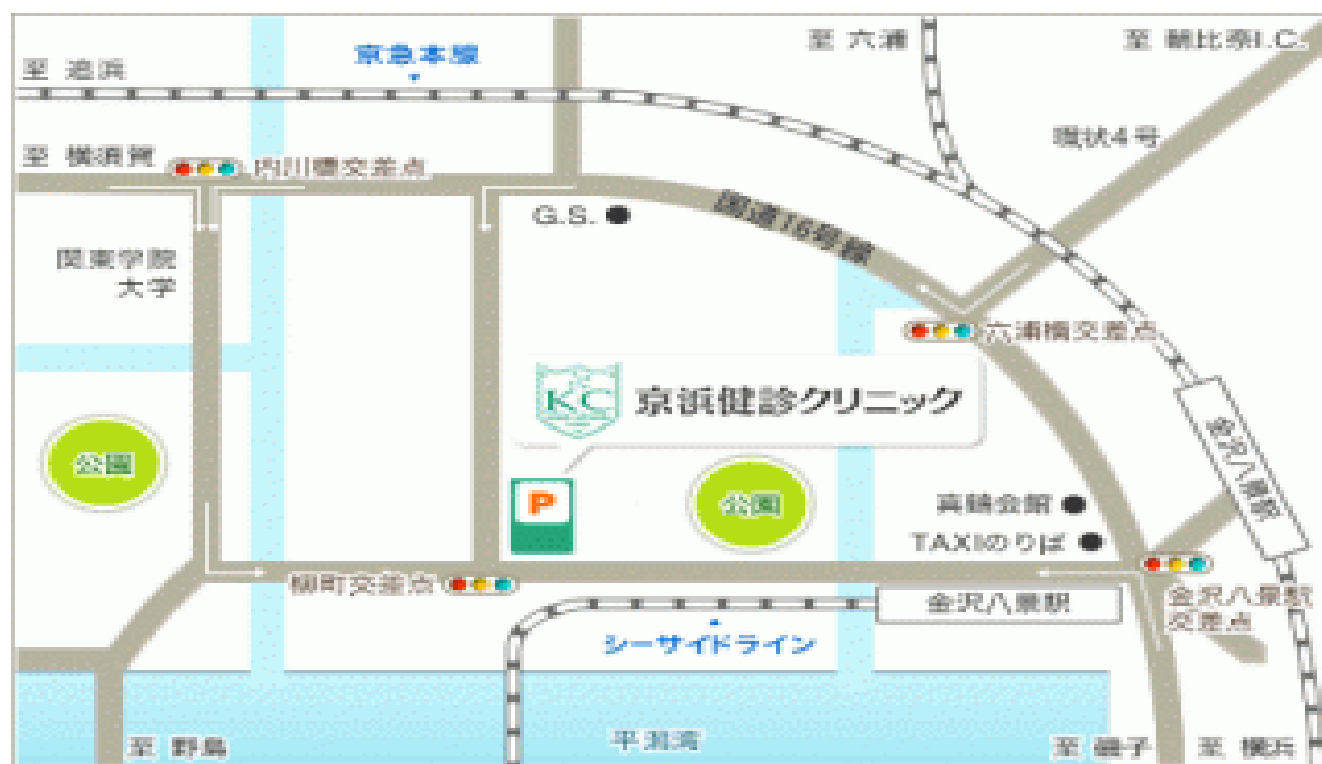 京急本線
至 六浦
至 朝比奈I.C.
至 追浜
環状4号
至 横須賀
内川橋交差点
G.S.
国道16号線
関東学院
大学
六浦橋交差点
KC 京浜健診クリニック
金沢八景駅
公園
P
公園
真鶴会館
TAXIのりば
柳町交差点
金沢八景駅
金沢八景駅
交差点
シーサイドライン
至 野島
平潟湾
至 磯子
至 横浜